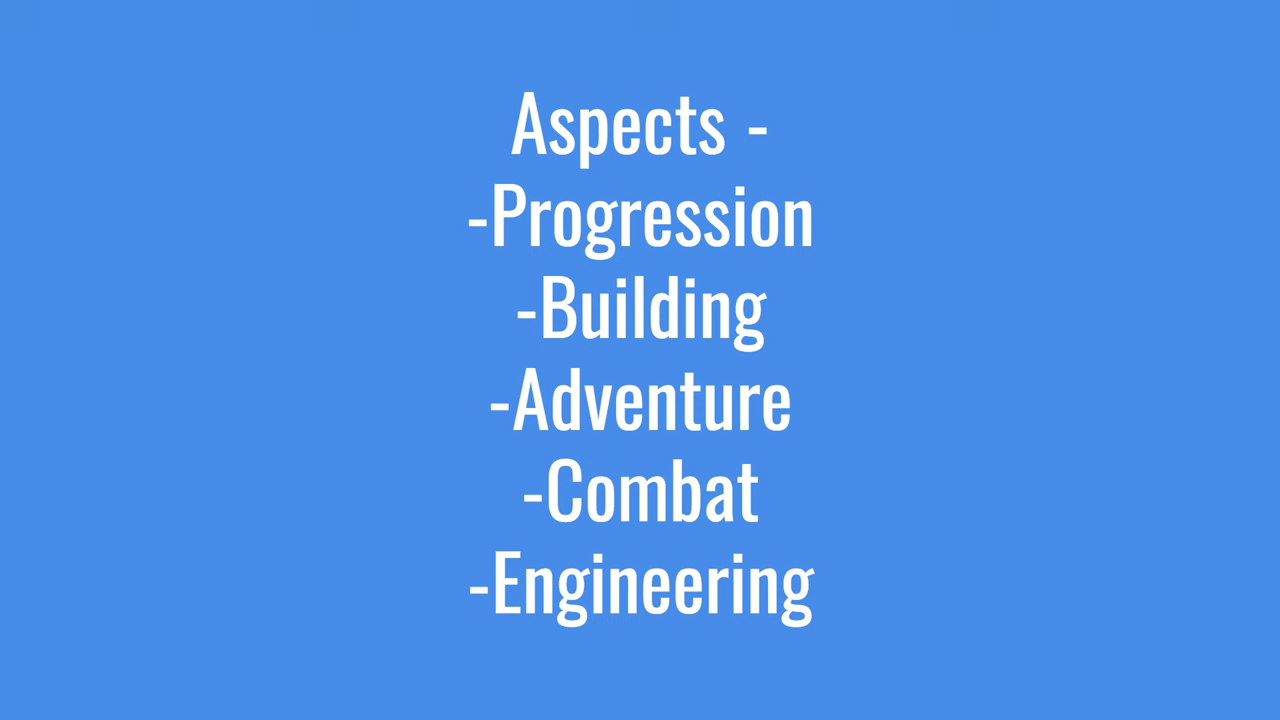 Aspects -
-Progression
-Building
-Adventure
-Combat
-Engineering